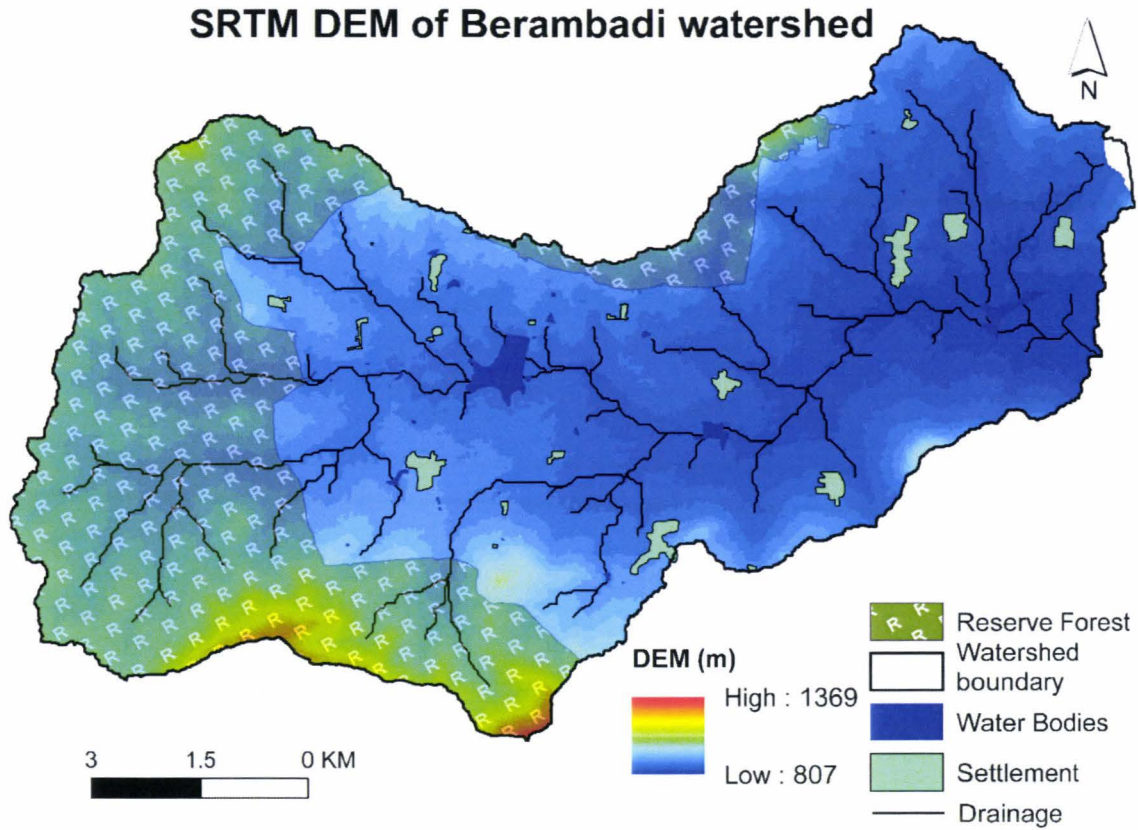 SRTM DEM of Berambadi watershed
N
DEM (m)
High : 1369
Low : 807
3 1.5 0 KM
Reserve Forest
Watershed
boundary
Water Bodies
Settlement
Drainage